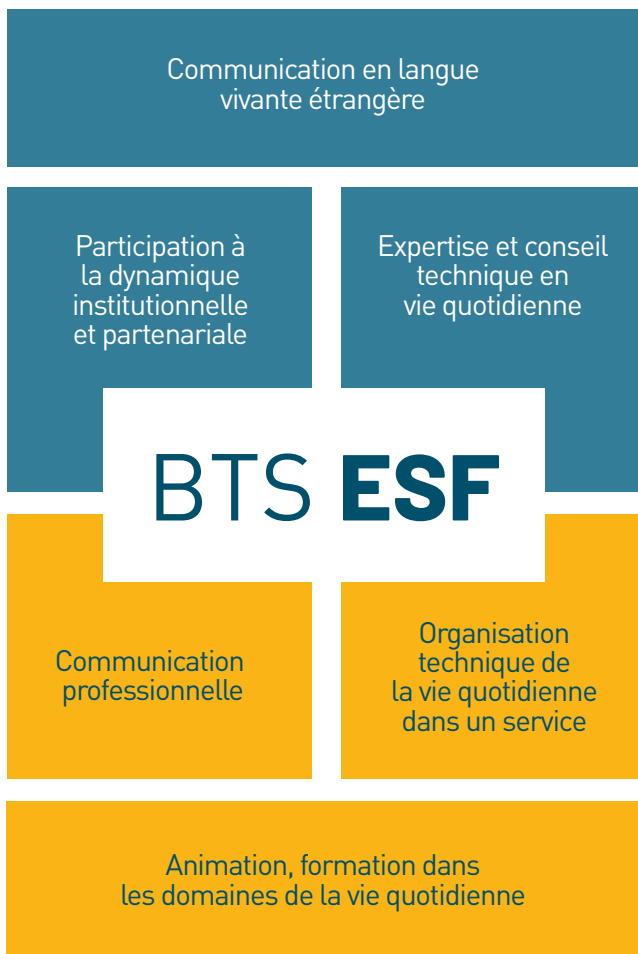 Communication en langue
vivante étrangère
Participation à
la dynamique
institutionnelle
et partenariale
Expertise et conseil
technique en
vie quotidienne
BTS ESF
Communication
professionnelle
Organisation
technique de
la vie quotidienne
dans un service
Animation, formation dans
les domaines de la vie quotidienne